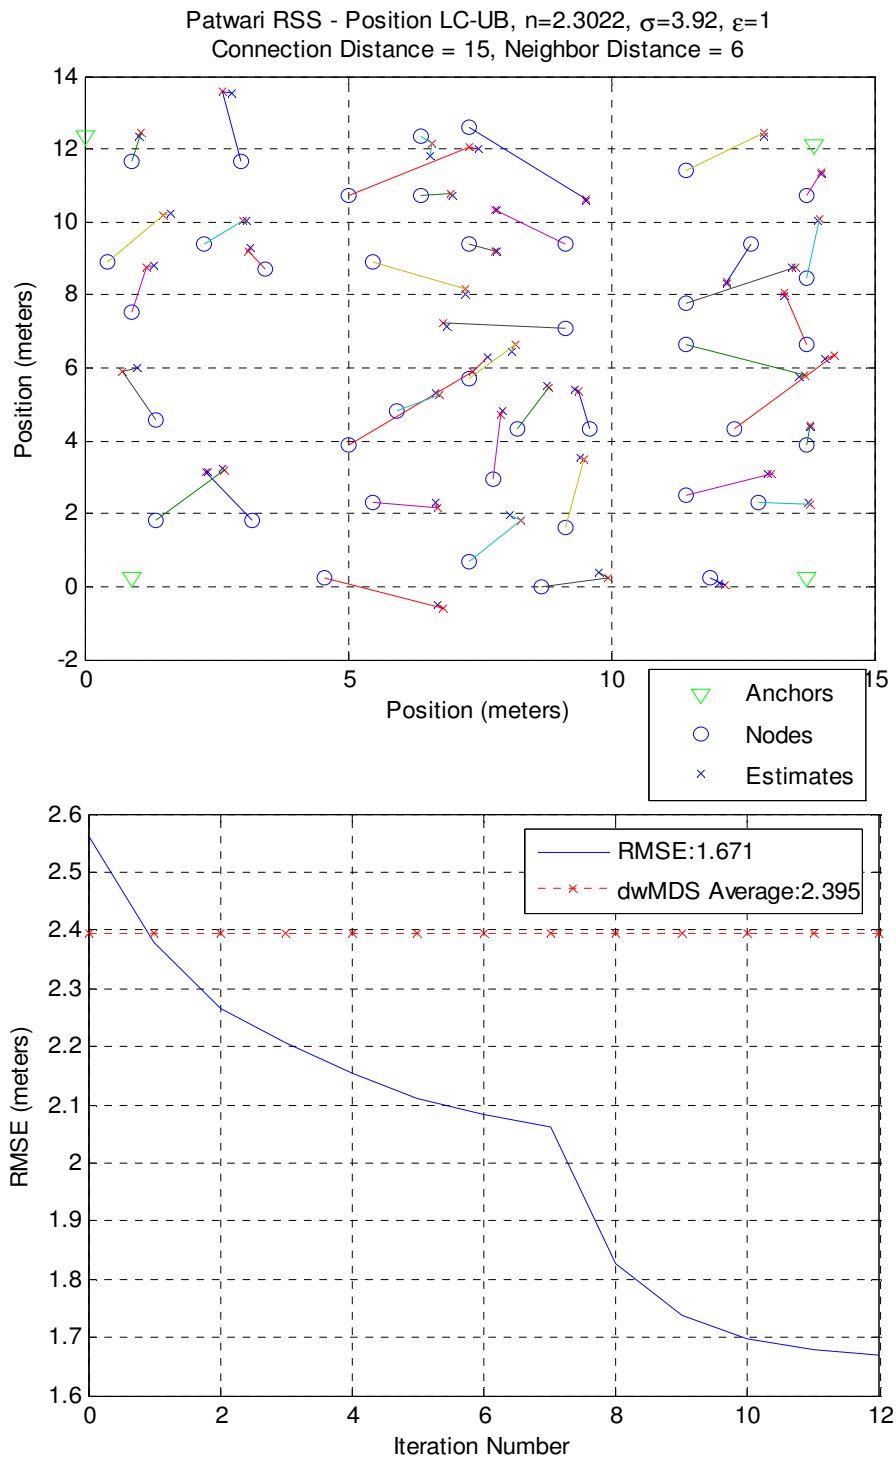 Patwari RSS - Position LC-UB, n=2.3022, σ=3.92, ε=1
Connection Distance = 15, Neighbor Distance = 6
14
12
10
8
6
4
2
0
-2
Position (meters)
0 5 10 15
Position (meters)
Anchors
Nodes
Estimates
2.6
2.5
2.4
2.3
2.2
2.1
2
1.9
1.8
1.7
1.6
RMSE (meters)
RMSE:1.671
dwMDS Average:2.395
0 2 4 6 8 10 12
Iteration Number